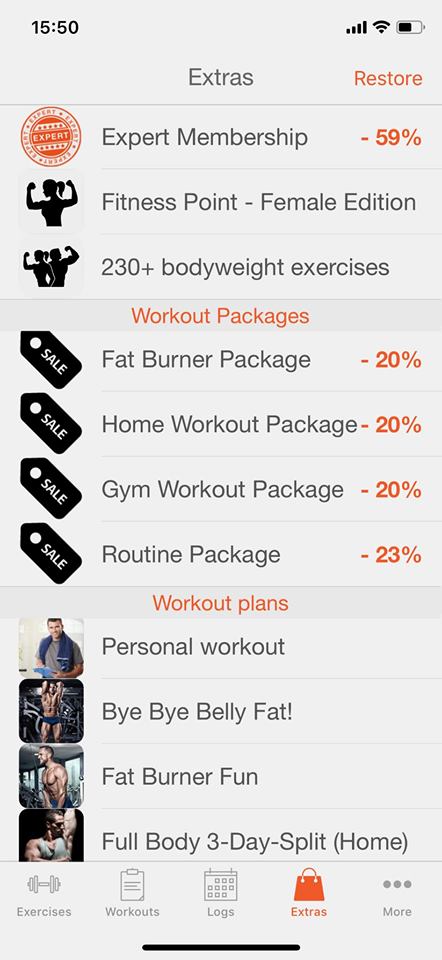 15:50
Extras
Restore
EXPERT
Expert Membership
- 59%
Fitness Point - Female Edition
230+ bodyweight exercises
Workout Packages
SALE
Fat Burner Package
- 20%
SALE
Home Workout Package
- 20%
SALE
Gym Workout Package
- 20%
SALE
Routine Package
- 23%
Workout plans
Personal workout
Bye Bye Belly Fat!
Fat Burner Fun
Full Body 3-Day-Split (Home)
Exercises
Workouts
Logs
Extras
More